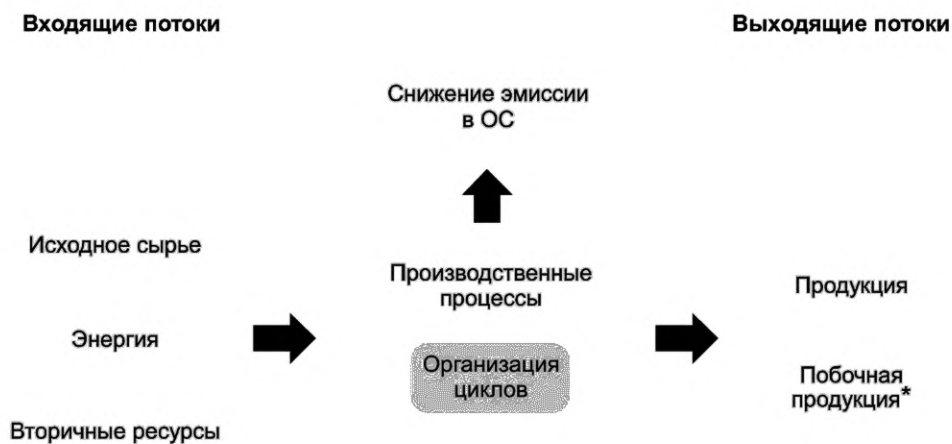 Входящие потоки
Выходящие потоки
Снижение эмиссии
в ОС
Исходное сырье
Энергия
Вторичные ресурсы
Производственные
процессы
Организация
циклов
Продукция
Побочная
продукция*